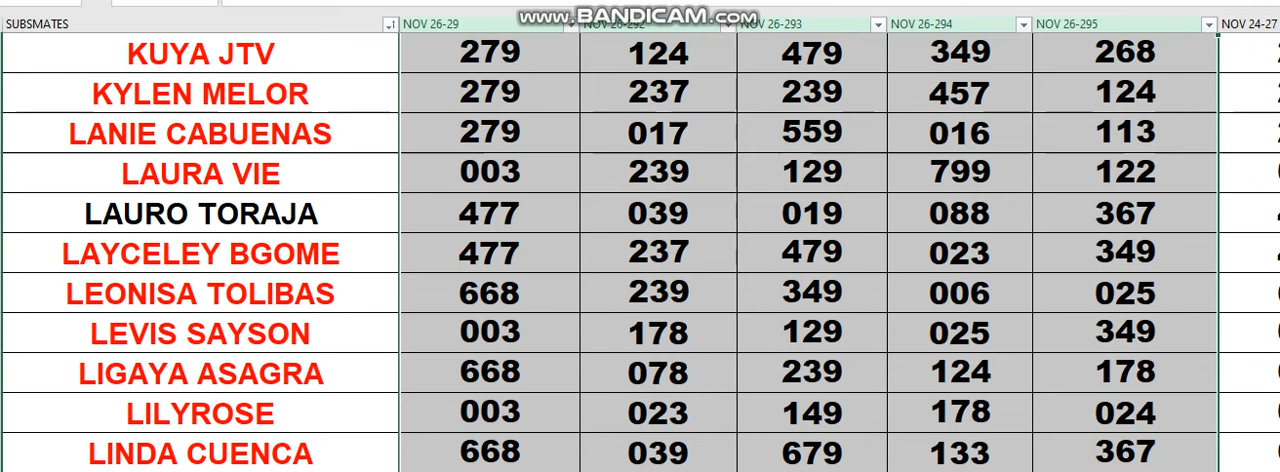 www.BANDICAM.com
SUBSMATES NOV 26-29 NOV 26-292 NOV 26-293 NOV 26-294 NOV 26-295 NOV 24-27
KUYA JTV 279 124 479 349 268
KYLEN MELOR 279 237 239 457 124
LANIE CABUENAS 279 017 559 016 113
LAURA VIE 003 239 129 799 122
LAURO TORAJA 477 039 019 088 367
LAYCELEY BGOME 477 237 479 023 349
LEONISA TOLIBAS 668 239 349 006 025
LEVIS SAYSON 003 178 129 025 349
LIGAYA ASAGRA 668 078 239 124 178
LILYROSE 003 023 149 178 024
LINDA CUENCA 668 039 679 133 367